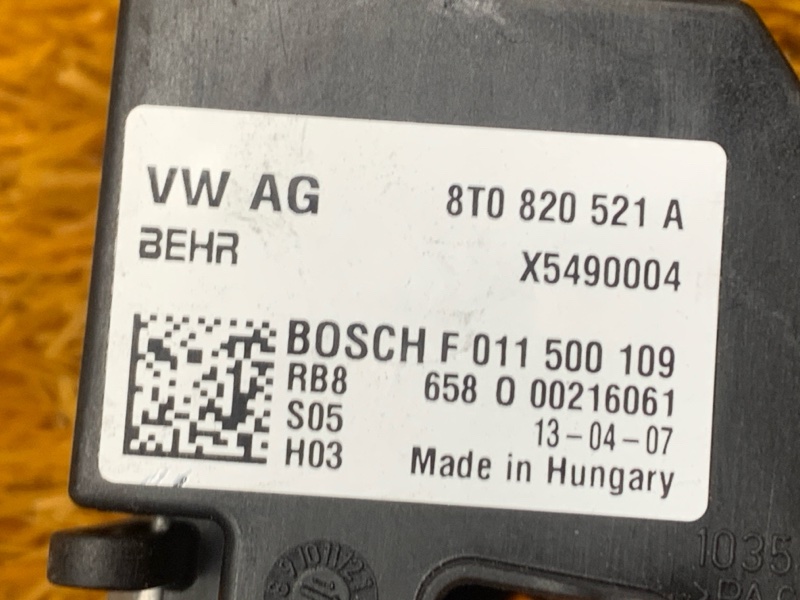 VW AG 8T0 820 521 A
BEHR X5490004
BOSCH F 011 500 109
RB8 658 0 00216061
S05 13-04-07
H03 Made in Hungary
1035